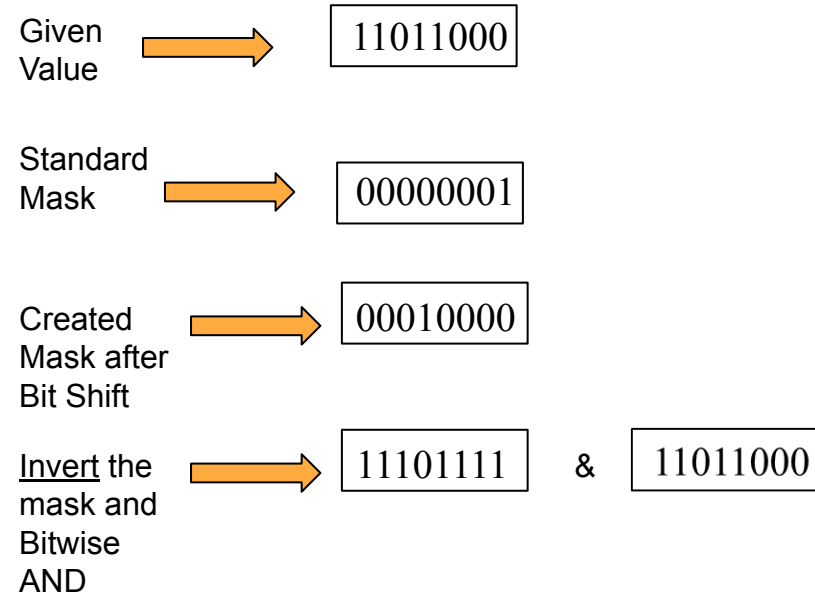 Given
Value
11011000
Standard
Mask
00000001
Created
Mask after
Bit Shift
00010000
Invert the
mask and
Bitwise
AND
11101111 & 11011000